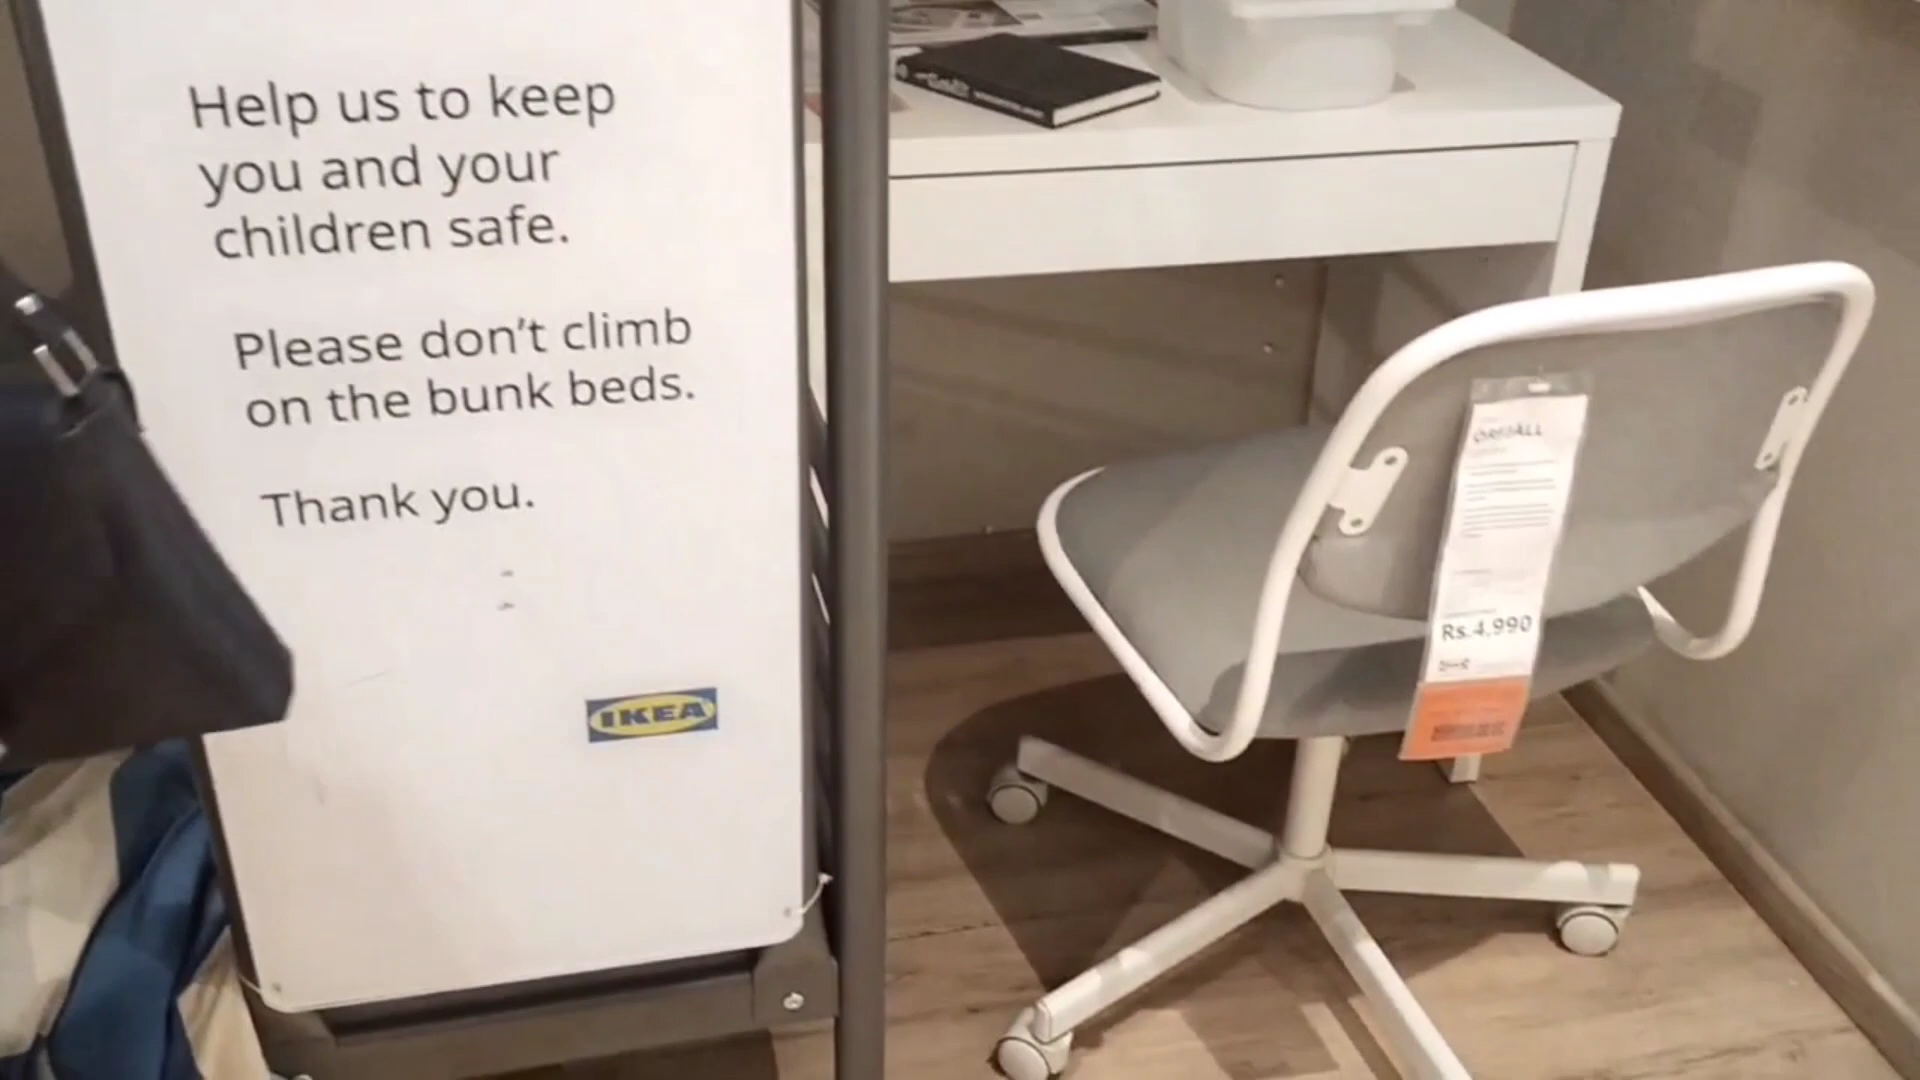 Help us to keep
you and your
children safe.
Please don't climb
on the bunk beds.
Thank you.
IKEA
Rs.4,990